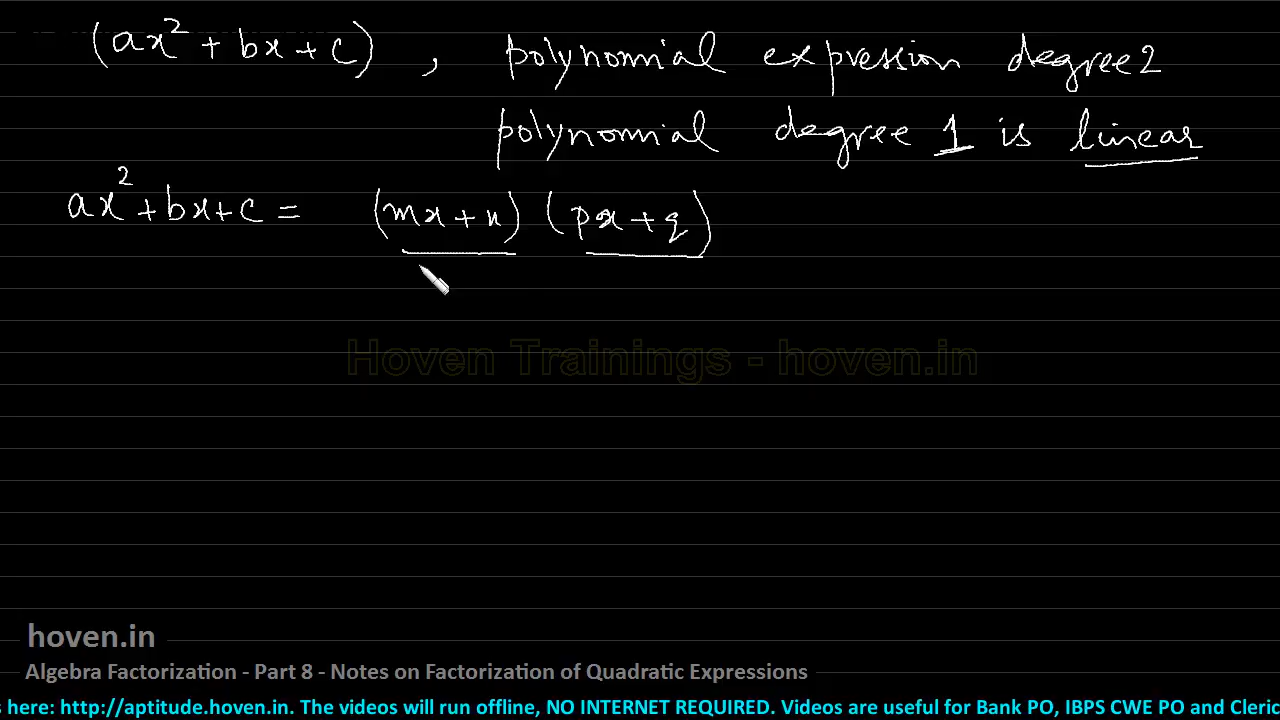 (ax² + bx + c) , polynomial expression degree 2
polynomial degree 1 is linear
ax² + bx + c = (mx + n) (px + q)
Hoven Trainings - hoven.in
hoven.in
Algebra Factorization - Part 8 - Notes on Factorization of Quadratic Expressions
s here: http://aptitude.hoven.in. The videos will run offline, NO INTERNET REQUIRED. Videos are useful for Bank PO, IBPS CWE PO and Cleric